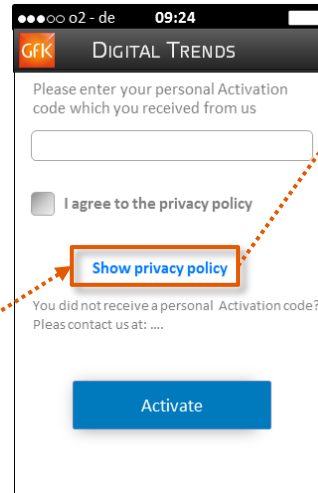 ●●●○○ o2 - de 09:24
GfK DIGITAL TRENDS
Please enter your personal Activation
code which you received from us
I agree to the privacy policy
Show privacy policy
You did not receive a personal Activation code?
Pleas contact us at: ....
Activate